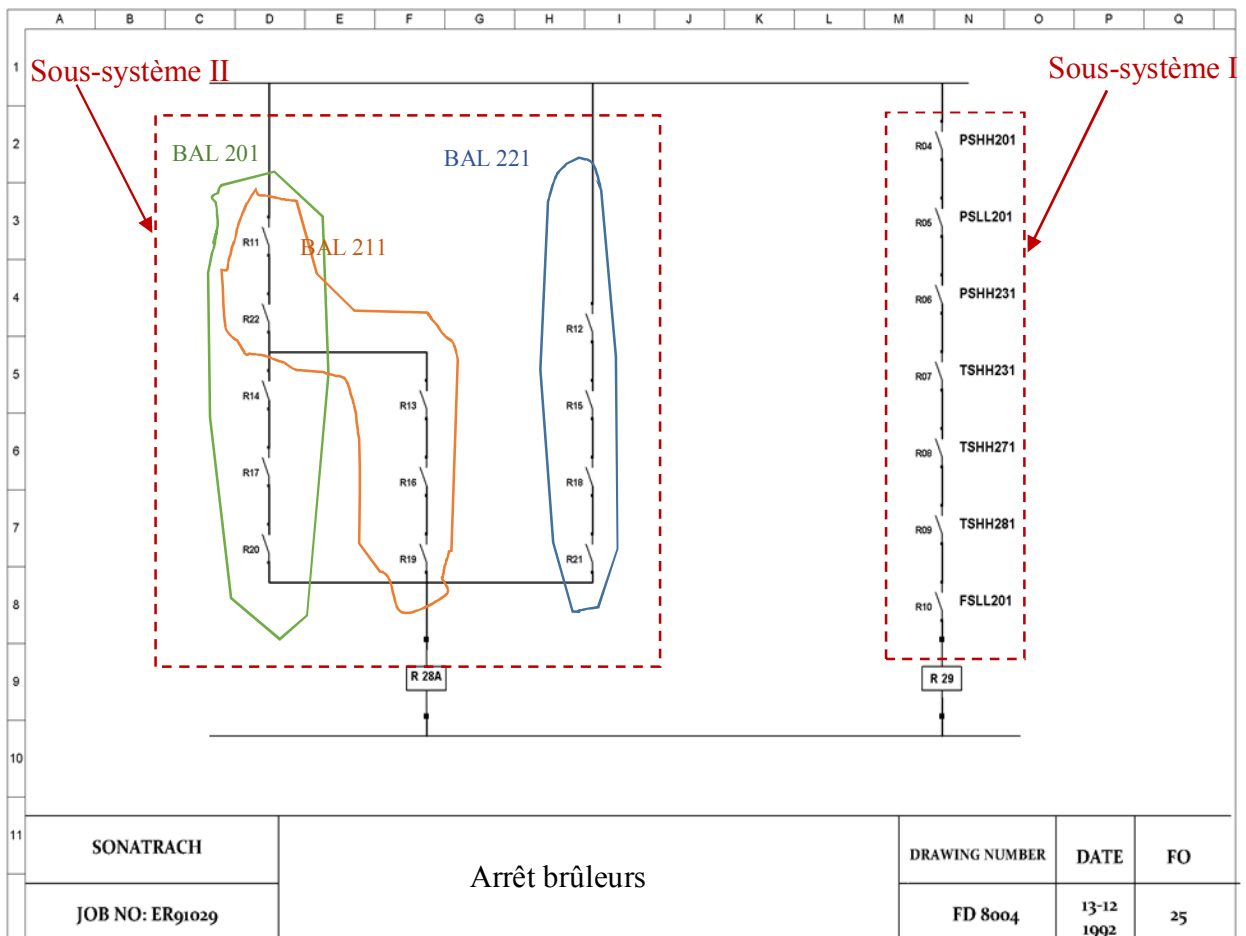 A B C D E F G H I J K L M N O P Q
1
Sous-système II
Sous-système I
2
BAL 201
BAL 221
R04 PSHH201
3
R11
BAL 211
R05 PSLL201
4
R22
R12
R06 PSHH231
5
R14
R13
R15
R07 TSHH231
6
R17
R16
R18
R08 TSHH271
7
R20
R19
R21
R09 TSHH281
8
R10 FSLL201
9
R 28A
R 29
10
11
SONATRACH
Arrêt brûleurs
DRAWING NUMBER
DATE
FO
JOB NO: ER91029
FD 8004
13-12
1992
25